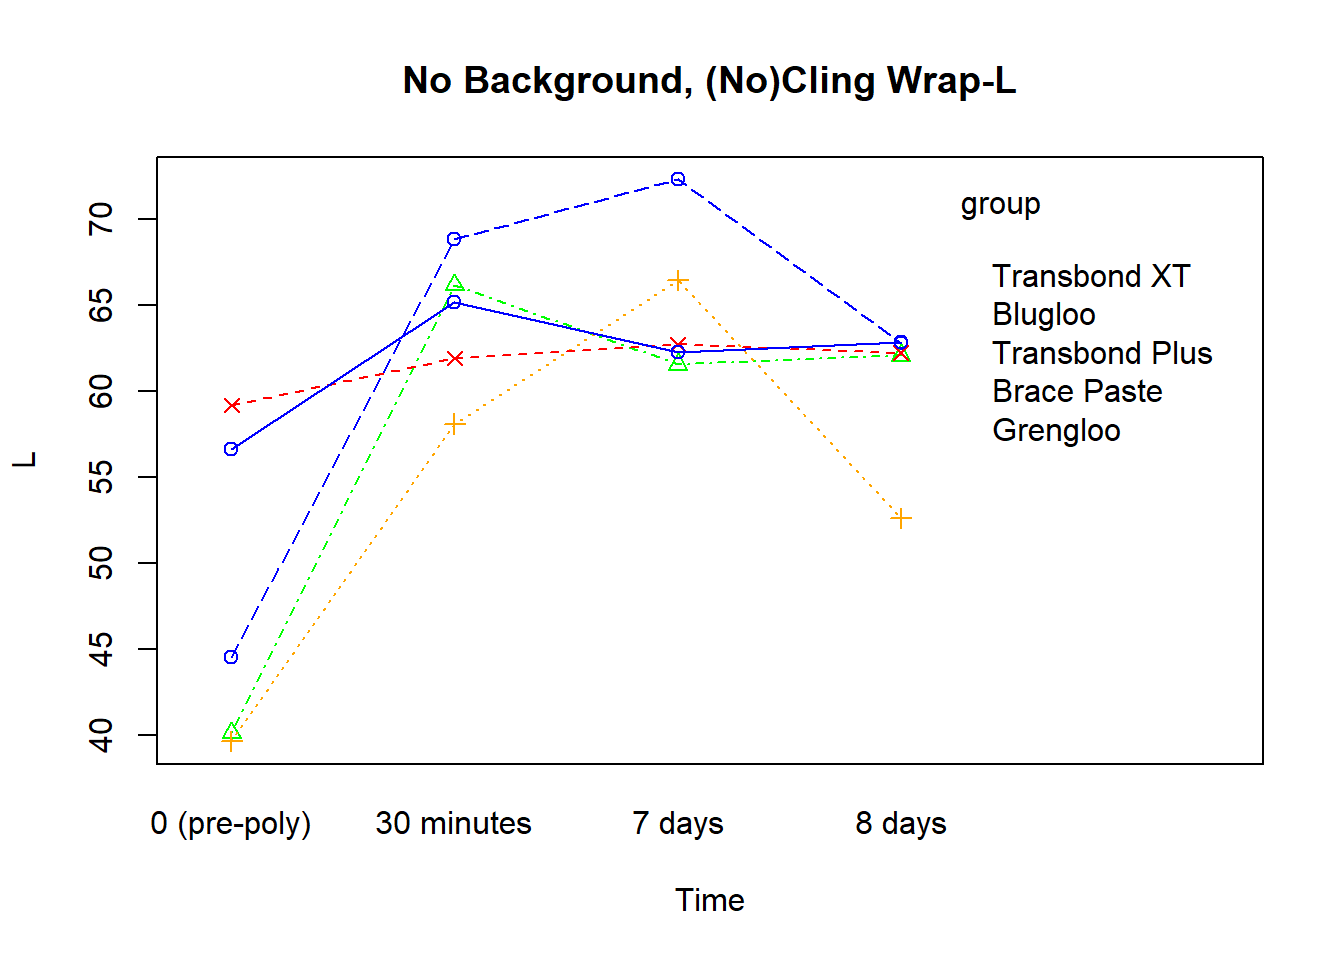 No Background, (No)Cling Wrap-L
group
Transbond XT
Blugloo
Transbond Plus
Brace Paste
Grengloo
L
70
65
60
55
50
45
40
0 (pre-poly) 30 minutes 7 days 8 days
Time